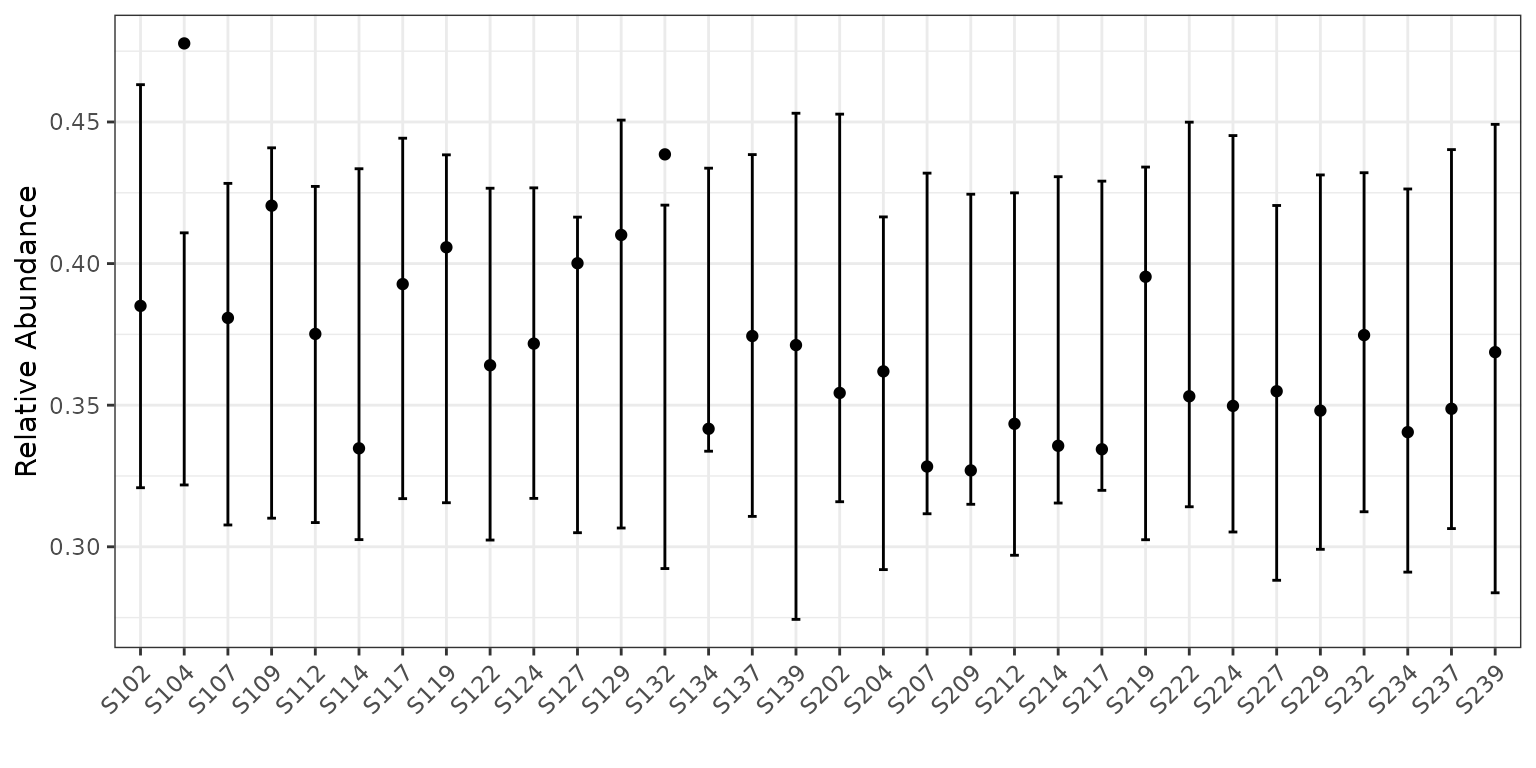 Relative Abundance
0.45
0.40
0.35
0.30
S102
S104
S107
S109
S112
S114
S117
S119
S122
S124
S127
S129
S132
S134
S137
S139
S202
S204
S207
S209
S212
S214
S217
S219
S222
S224
S227
S229
S232
S234
S237
S239